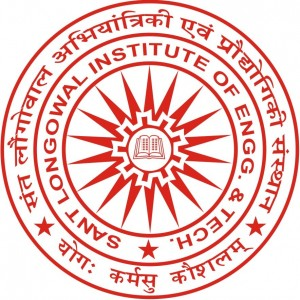 संत लौंगोवाल अभियांत्रिकी एवं प्रौद्योगिकी संस्थान
SANT LONGOWAL INSTITUTE OF ENGG. & TECH.
योगः कर्मसु कौशलम्